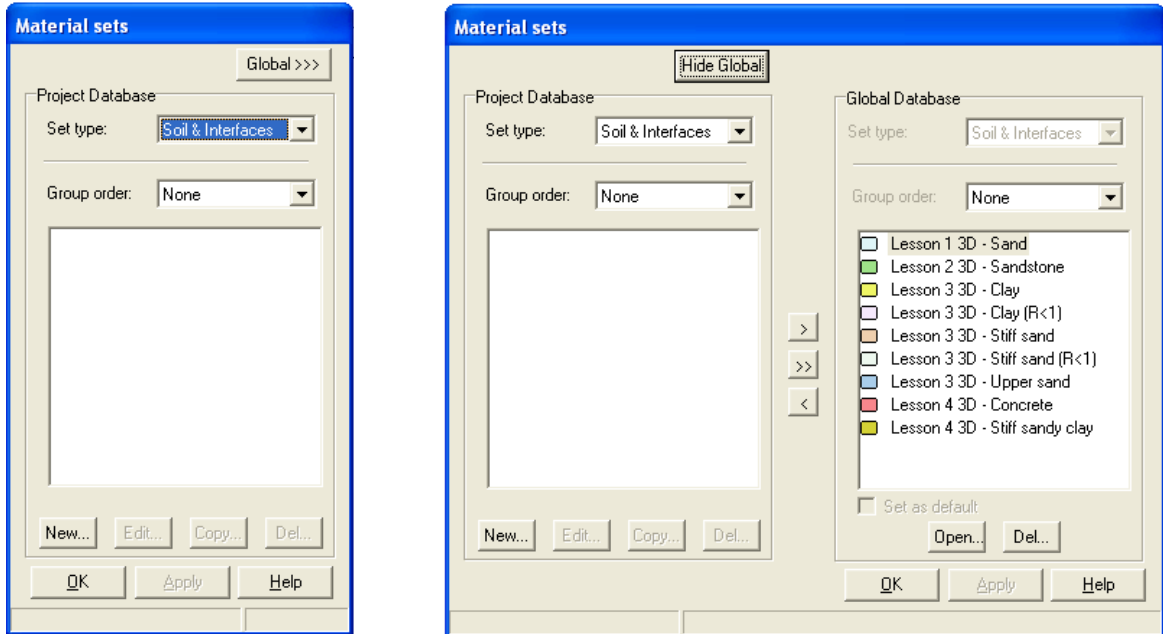 Material sets
Global >>>
Project Database
Set type: Soil & Interfaces
Group order: None
New... Edit... Copy... Del...
OK Apply Help
Material sets
Hide Global
Project Database
Set type: Soil & Interfaces
Group order: None
New... Edit... Copy... Del...
>
>>
<
Global Database
Set type: Soil & Interfaces
Group order: None
Lesson 1 3D - Sand
Lesson 2 3D - Sandstone
Lesson 3 3D - Clay
Lesson 3 3D - Clay (R<1)
Lesson 3 3D - Stiff sand
Lesson 3 3D - Stiff sand (R<1)
Lesson 3 3D - Upper sand
Lesson 4 3D - Concrete
Lesson 4 3D - Stiff sandy clay
Set as default
Open... Del...
OK Apply Help